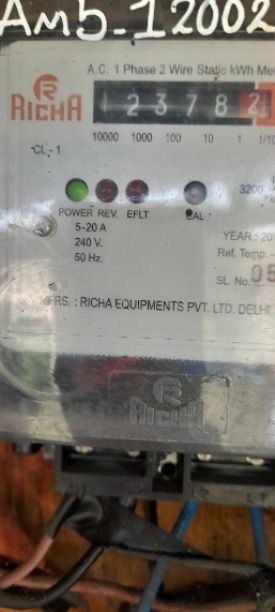 AMB-12002
A.C. 1 Phase 2 Wire Static kWh Met
RICHA
1 2 3 7 8 2
10000 1000 100 10 1 1/10
CL-1
3200
POWER REV. EFLT CAL
5-20 A
240 V.
50 Hz.
YEAR : 20
Ref. Temp.
SL. No. 05
MFRS. : RICHA EQUIPMENTS PVT. LTD. DELHI
RICHA